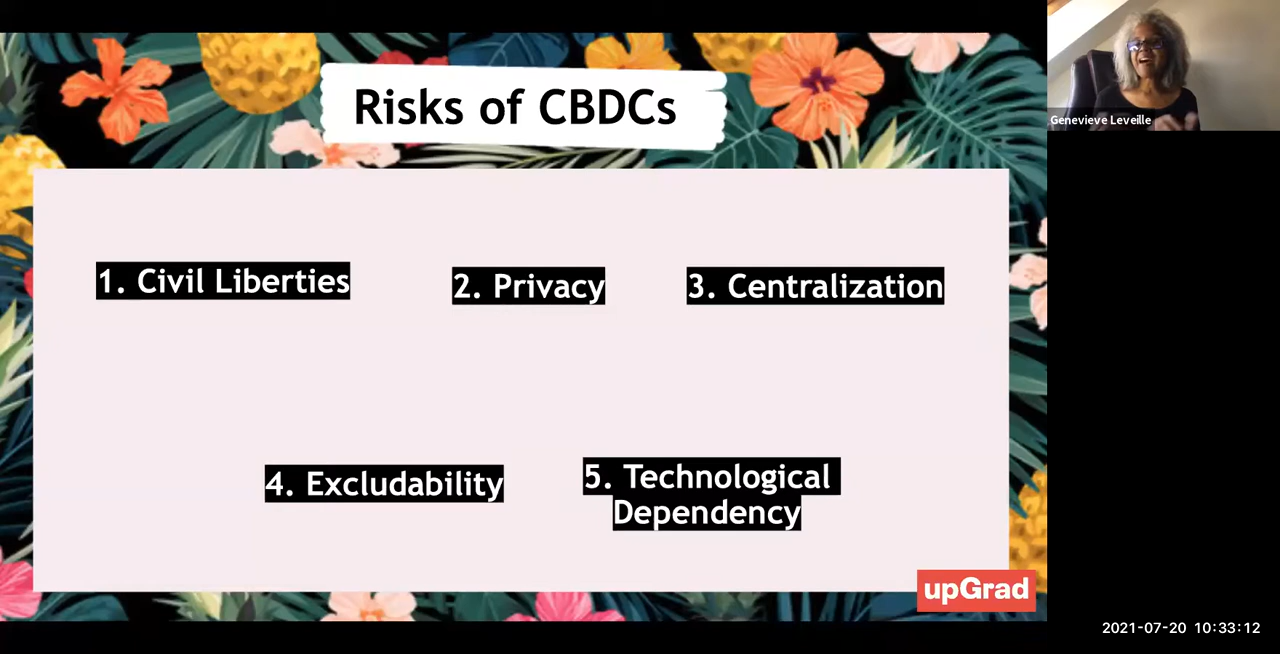 Risks of CBDCs
Genevieve Leveille
1. Civil Liberties
2. Privacy
3. Centralization
4. Excludability
5. Technological
Dependency
upGrad
2021-07-20 10:33:12